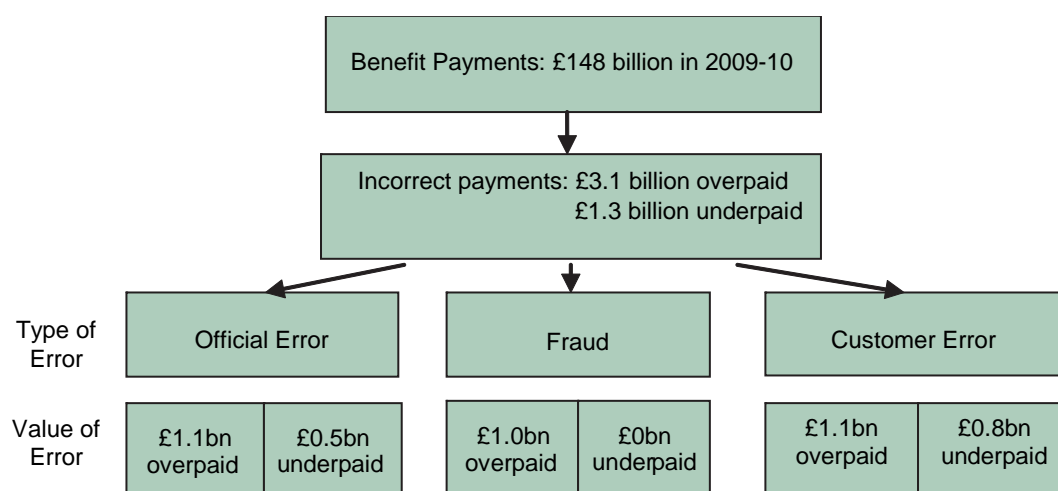 Benefit Payments: £148 billion in 2009-10
Incorrect payments: £3.1 billion overpaid
£1.3 billion underpaid
Type of
Error
Official Error
Fraud
Customer Error
Value of
Error
£1.1bn
overpaid
£0.5bn
underpaid
£1.0bn
overpaid
£0bn
underpaid
£1.1bn
overpaid
£0.8bn
underpaid